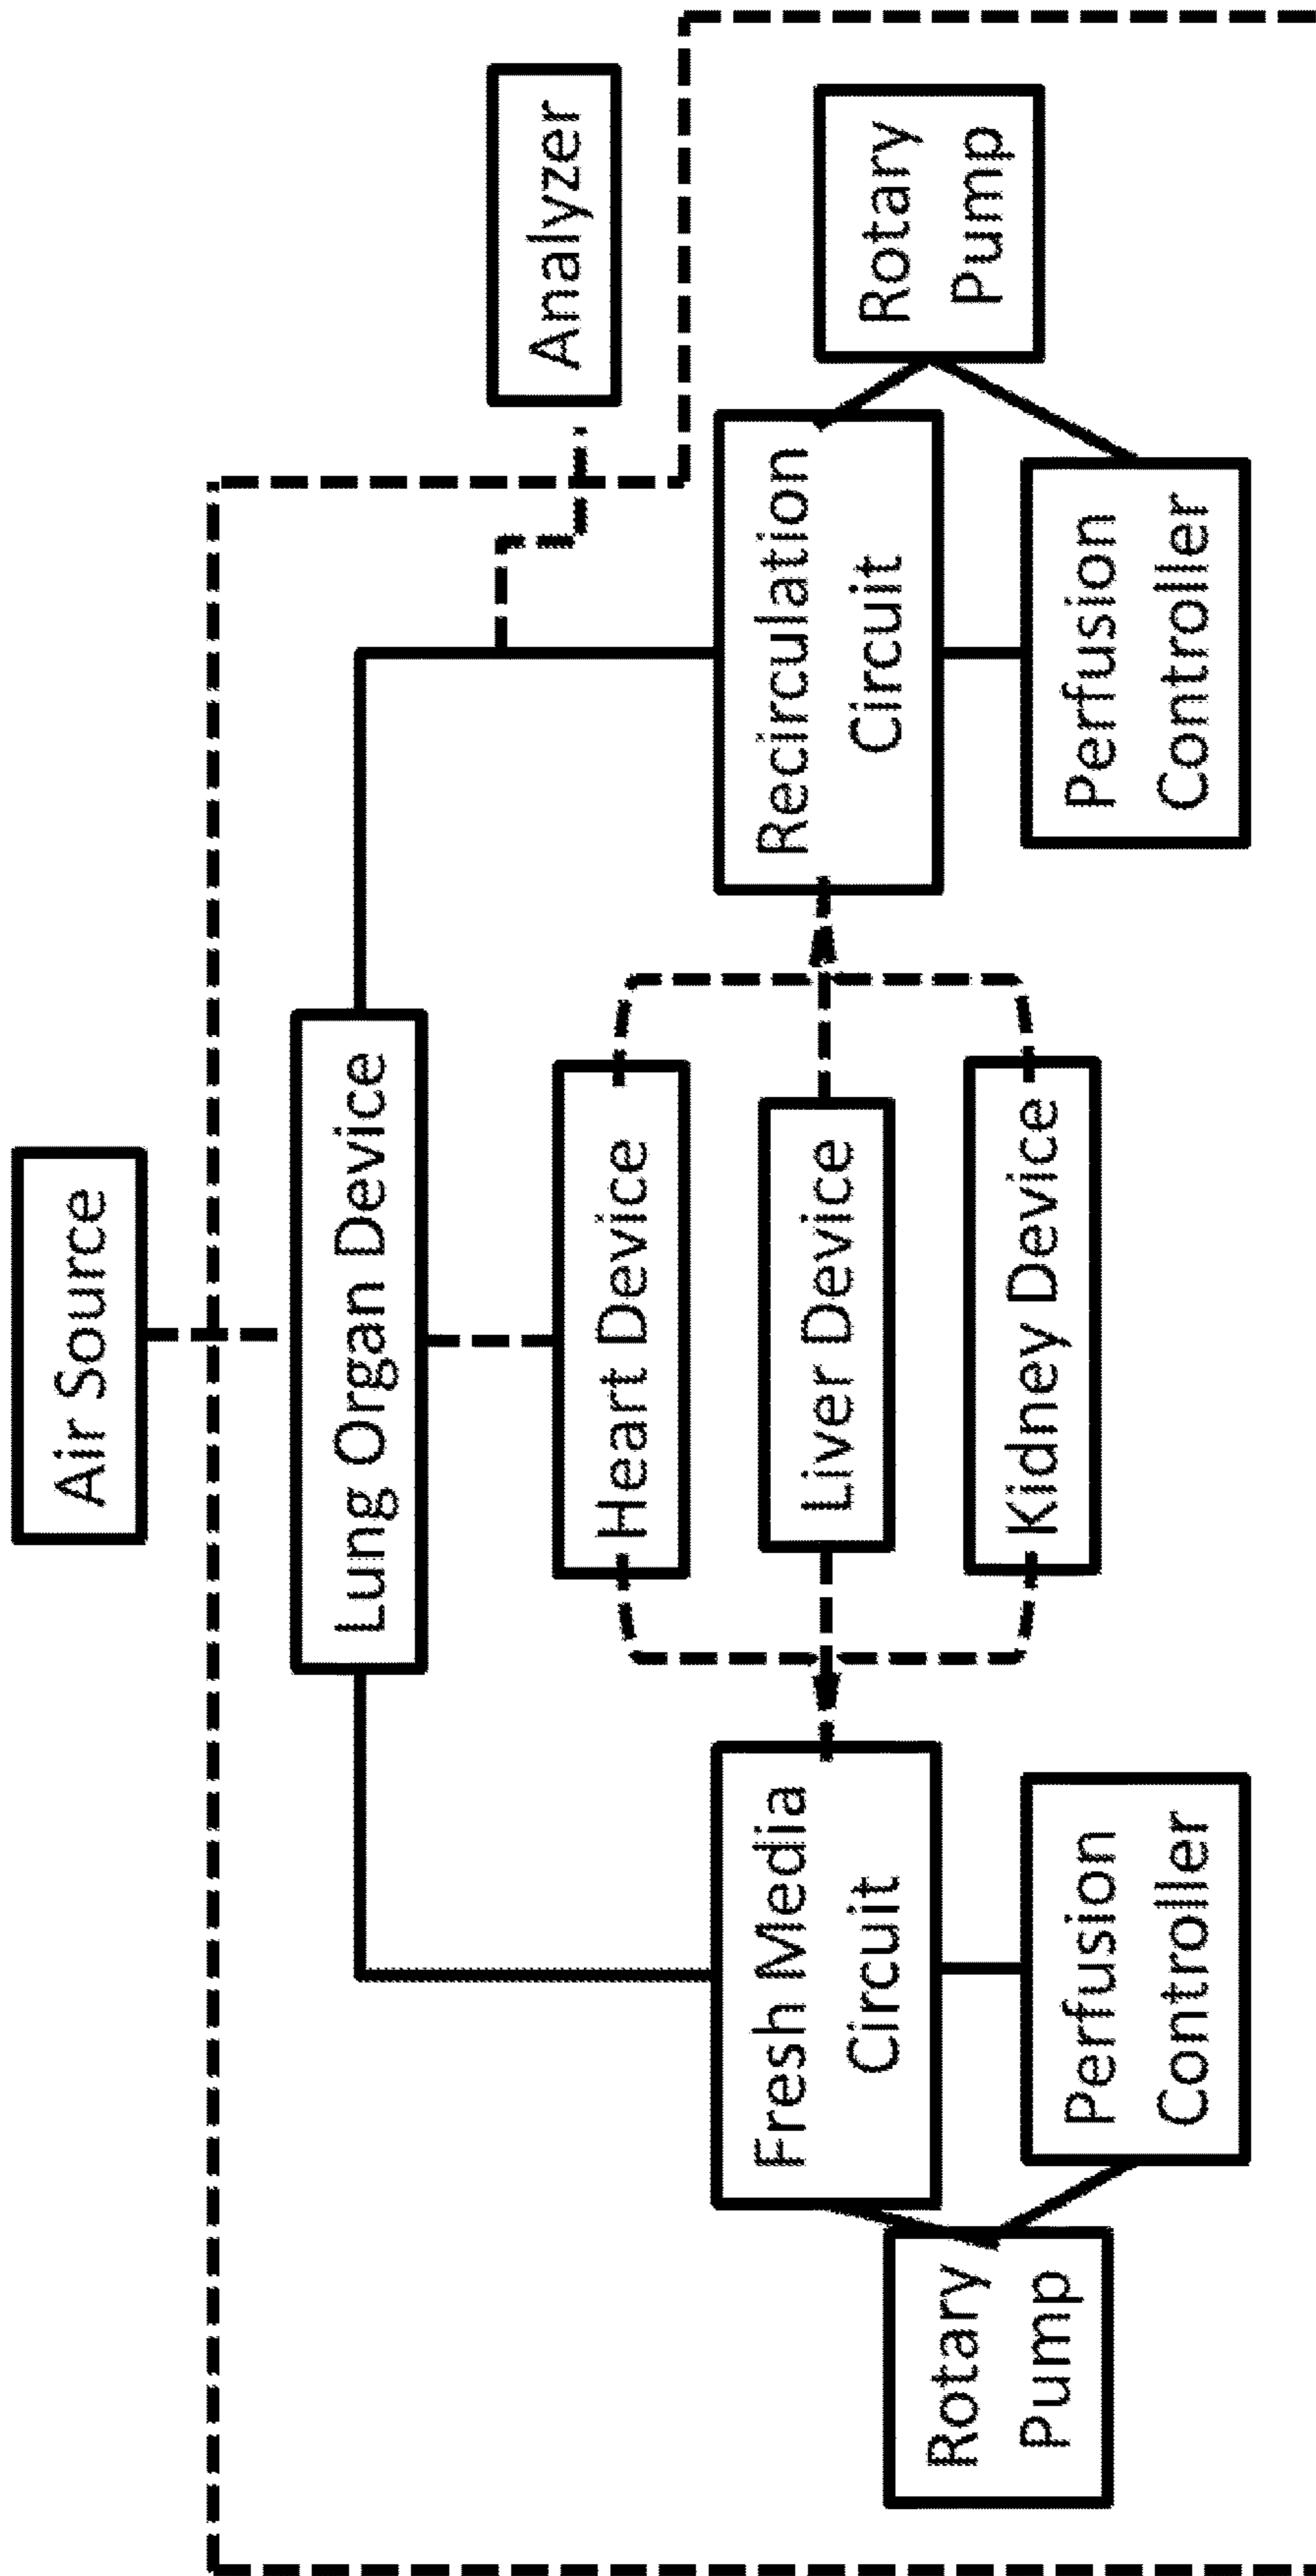 Air Source
Lung Organ Device
Analyzer
Heart Device
Fresh Media
Circuit
Liver Device
Recirculation
Circuit
Rotary
Pump
Rotary
Pump
Kidney Device
Perfusion
Controller
Perfusion
Controller